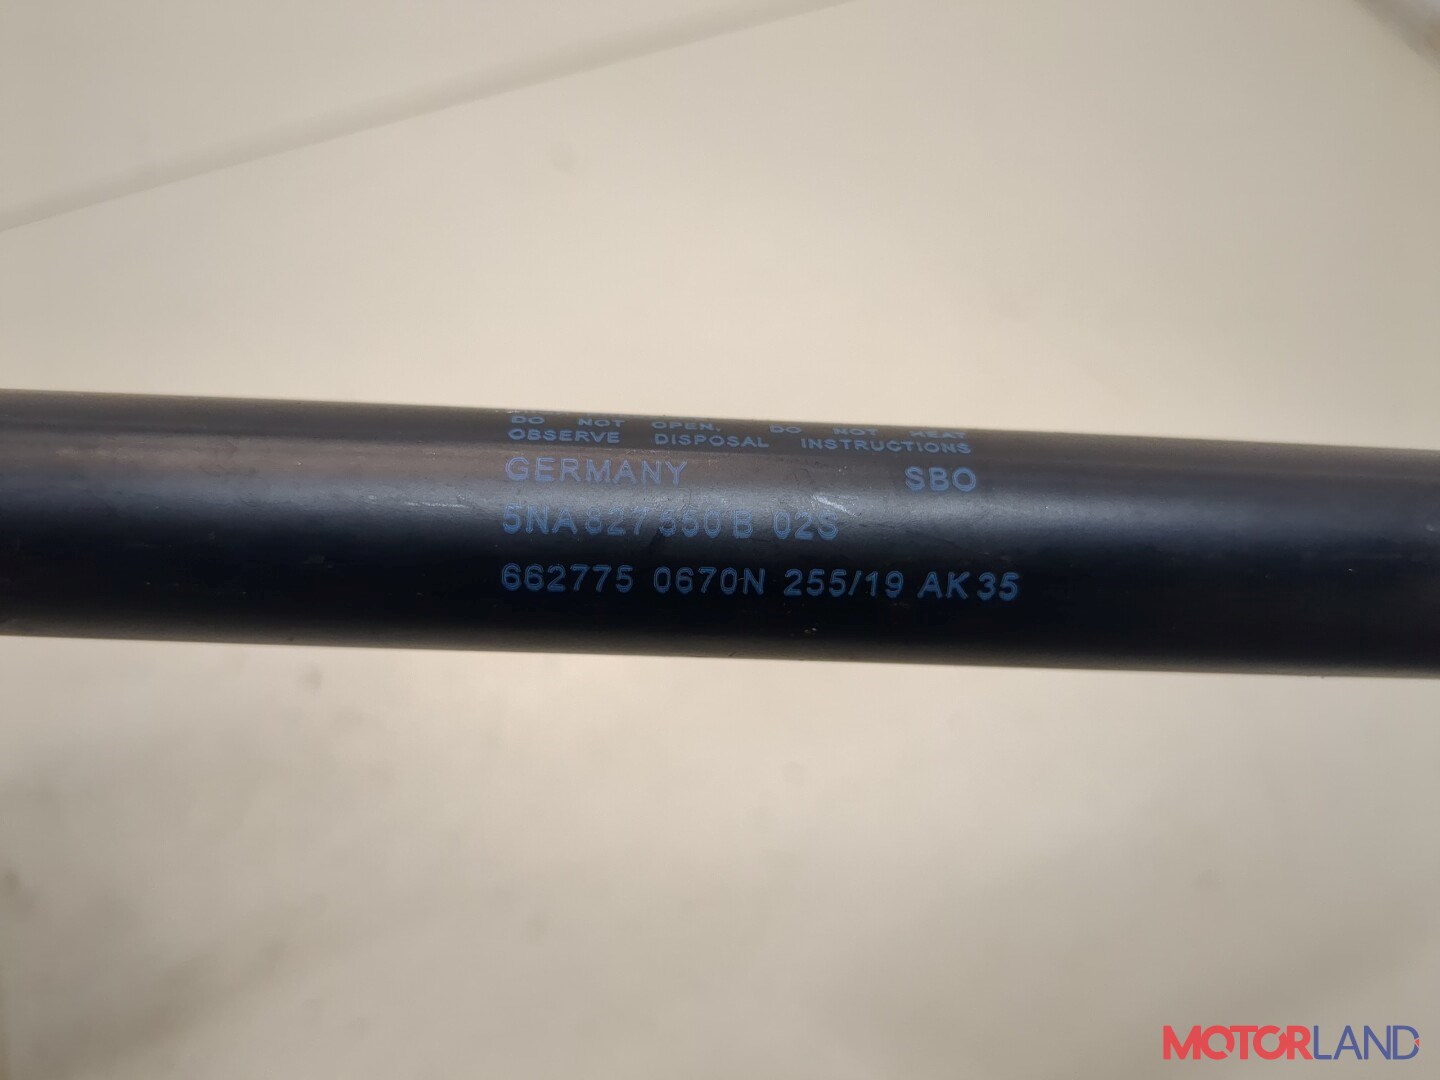 DO NOT OPEN. DO NOT HEAT
OBSERVE DISPOSAL INSTRUCTIONS
GERMANY SBO
5NA827550B 02S
662775 0670N 255/19 AK35
MOTORLAND